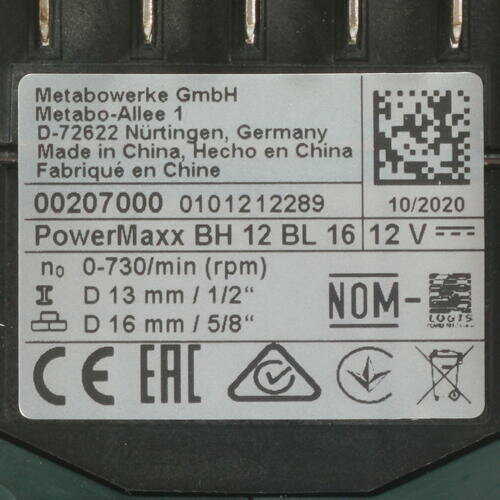 Metabowerke GmbH
Metabo-Allee 1
D-72622 Nürtingen, Germany
Made in China, Hecho en China
Fabriqué en Chine
00207000 0101212289 10/2020
PowerMaxx BH 12 BL 16 12 V
n₀ 0-730/min (rpm)
D 13 mm / 1/2“
D 16 mm / 5/8“
NOM-
LOGIS
CE EAC